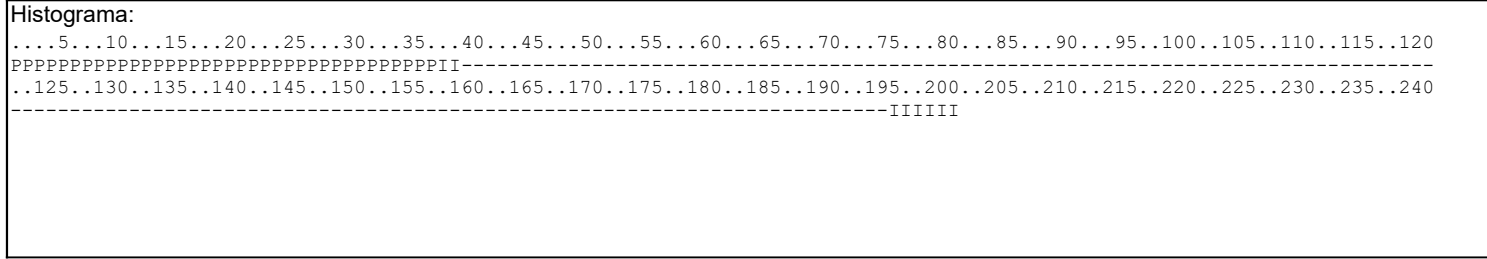 Histograma:
....5...10...15...20...25...30...35...40...45...50...55...60...65...70...75...80...85...90...95..100..105..110..115..120
PPPPPPPPPPPPPPPPPPPPPPPPPPPPPPPPPPPPII----------------------------------------------------------------------------------
..125..130..135..140..145..150..155..160..165..170..175..180..185..190..195..200..205..210..215..220..225..230..235..240
--------------------------------------------------------------------------IIIIII